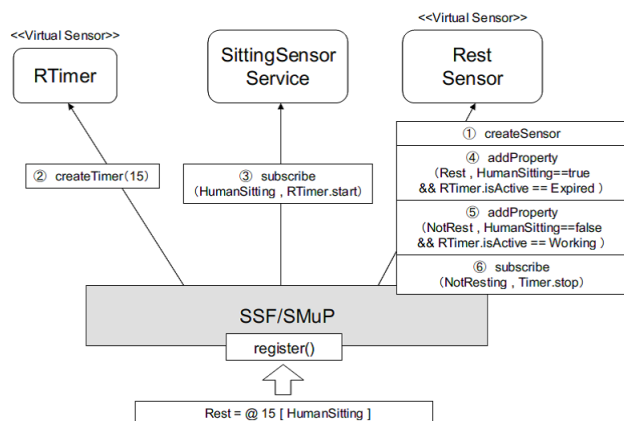 <<Virtual Sensor>>
<<Virtual Sensor>>
RTimer
SittingSensor
Service
Rest
Sensor
① createSensor
② createTimer(15)
③ subscribe
(HumanSitting , RTimer.start)
④ addProperty
(Rest , HumanSitting==true
&& RTimer.isActive == Expired )
⑤ addProperty
(NotRest , HumanSitting==false
&& RTimer.isActive == Working )
⑥ subscribe
(NotResting , Timer.stop)
SSF/SMuP
register()
Rest = @ 15 [ HumanSitting ]